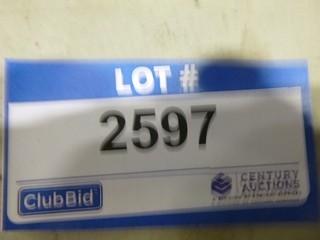 LOT #
2597
ClubBid
CENTURY
AUCTIONS